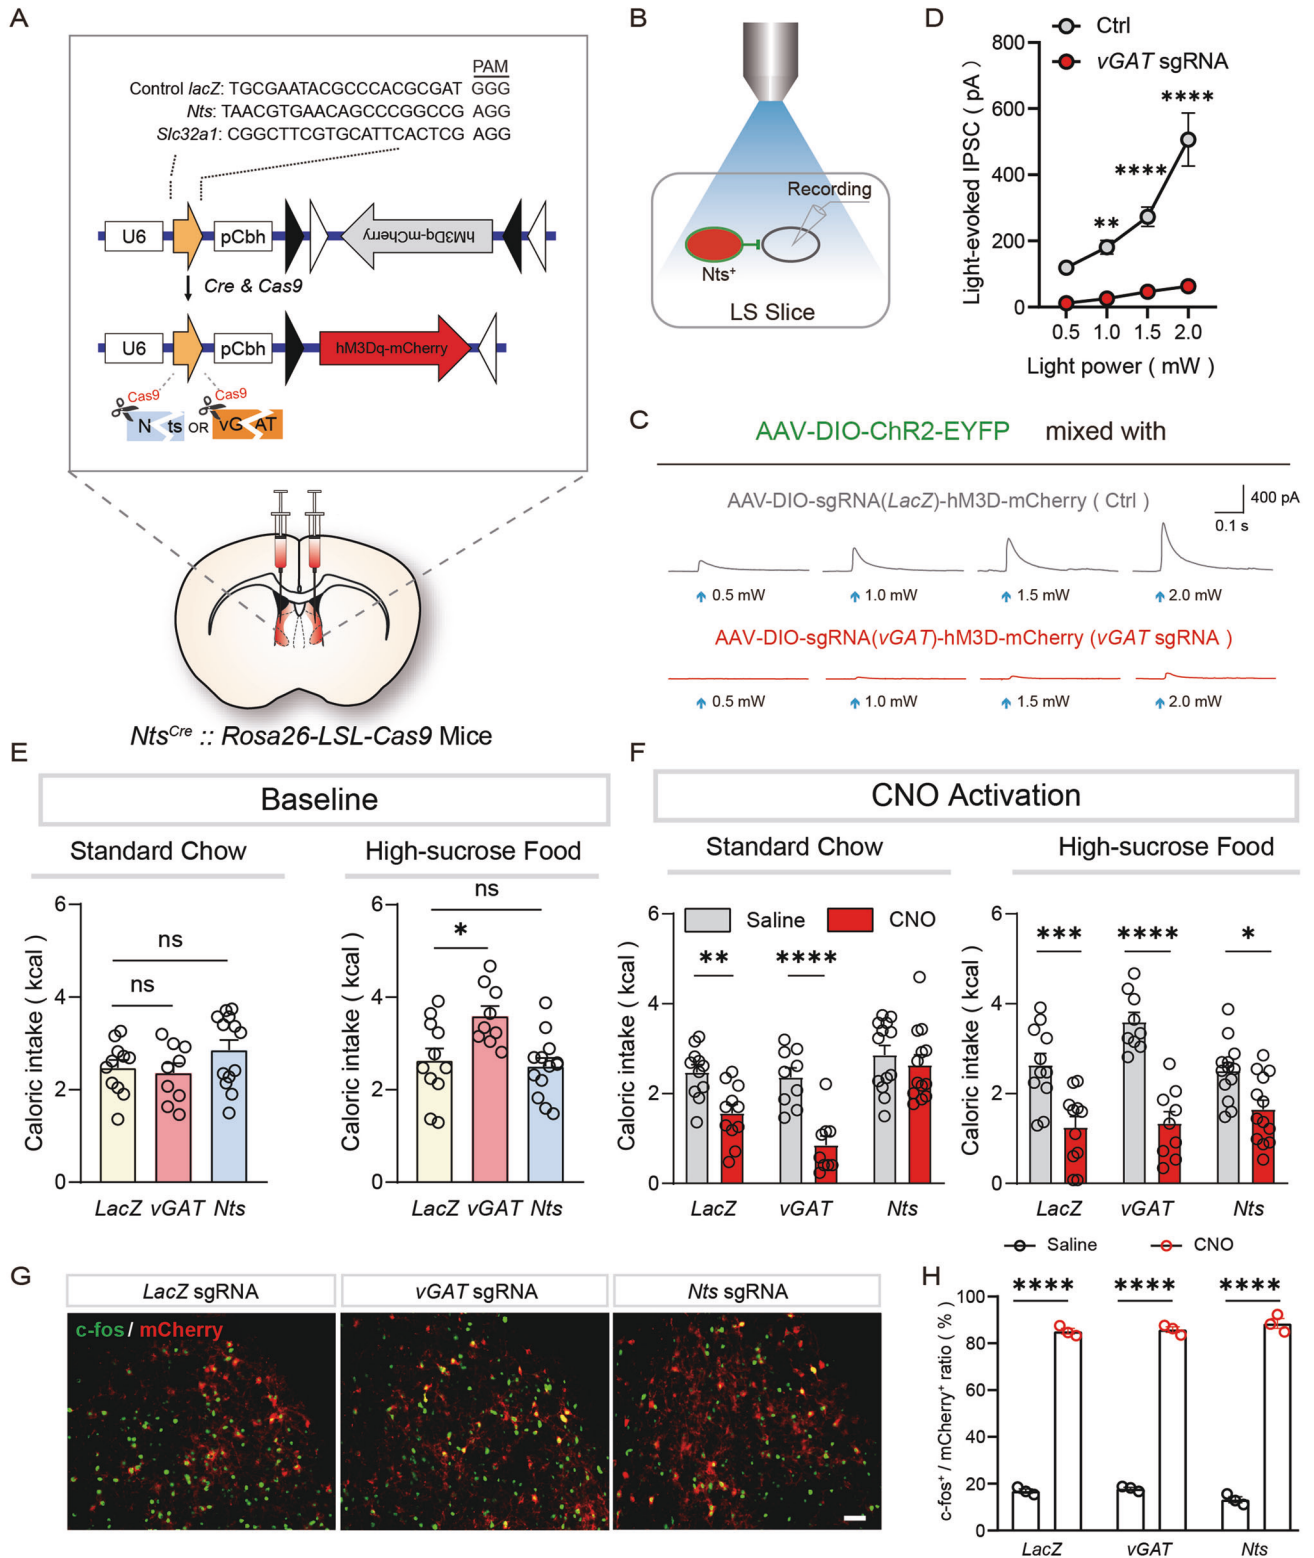 A
PAM
Control lacZ: TGCGAATACGCCCACGCGAT GGG
Nts: TAACGTGAACAGCCCGGCCG AGG
Slc32a1: CGGCTTCGTGCATTCACTCG AGG
U6
pCbh
hM3Dq-mCherry
Cre & Cas9
U6
pCbh
hM3Dq-mCherry
Cas9
Cas9
N ts OR vG AT
Nts^Cre :: Rosa26-LSL-Cas9 Mice
B
Recording
Nts⁺
LS Slice
D
Ctrl
vGAT sgRNA
Light-evoked IPSC ( pA )
800
600
400
200
0
**
****
****
0.5 1.0 1.5 2.0
Light power ( mW )
C
AAV-DIO-ChR2-EYFP mixed with
AAV-DIO-sgRNA(LacZ)-hM3D-mCherry ( Ctrl )
400 pA
0.1 s
0.5 mW 1.0 mW 1.5 mW 2.0 mW
AAV-DIO-sgRNA(vGAT)-hM3D-mCherry (vGAT sgRNA )
0.5 mW 1.0 mW 1.5 mW 2.0 mW
E
Baseline
Standard Chow
Caloric intake ( kcal )
6
4
2
0
ns
ns
LacZ vGAT Nts
High-sucrose Food
Caloric intake ( kcal )
6
4
2
0
ns
*
LacZ vGAT Nts
F
CNO Activation
Standard Chow
Saline CNO
Caloric intake ( kcal )
6
4
2
0
** ****
LacZ vGAT Nts
High-sucrose Food
Caloric intake ( kcal )
6
4
2
0
*** **** *
LacZ vGAT Nts
G
LacZ sgRNA
vGAT sgRNA
Nts sgRNA
c-fos / mCherry
H
Saline CNO
c-fos⁺ / mCherry⁺ ratio ( % )
100
80
60
40
20
0
**** **** ****
LacZ vGAT Nts